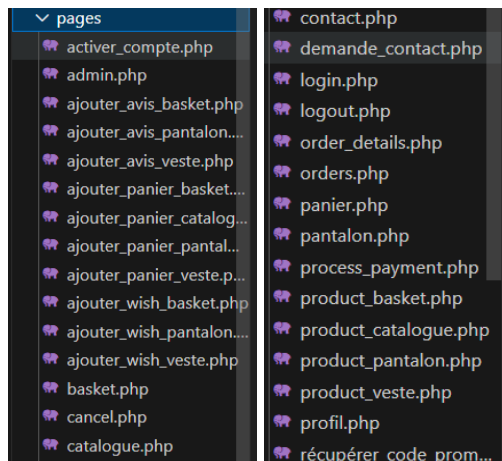 pages
activer_compte.php
admin.php
ajouter_avis_basket.php
ajouter_avis_pantalon....
ajouter_avis_veste.php
ajouter_panier_basket....
ajouter_panier_catalog...
ajouter_panier_pantal...
ajouter_panier_veste.p...
ajouter_wish_basket.php
ajouter_wish_pantalon....
ajouter_wish_veste.php
basket.php
cancel.php
catalogue.php
contact.php
demande_contact.php
login.php
logout.php
order_details.php
orders.php
panier.php
pantalon.php
process_payment.php
product_basket.php
product_catalogue.php
product_pantalon.php
product_veste.php
profil.php
récupérer_code_prom...